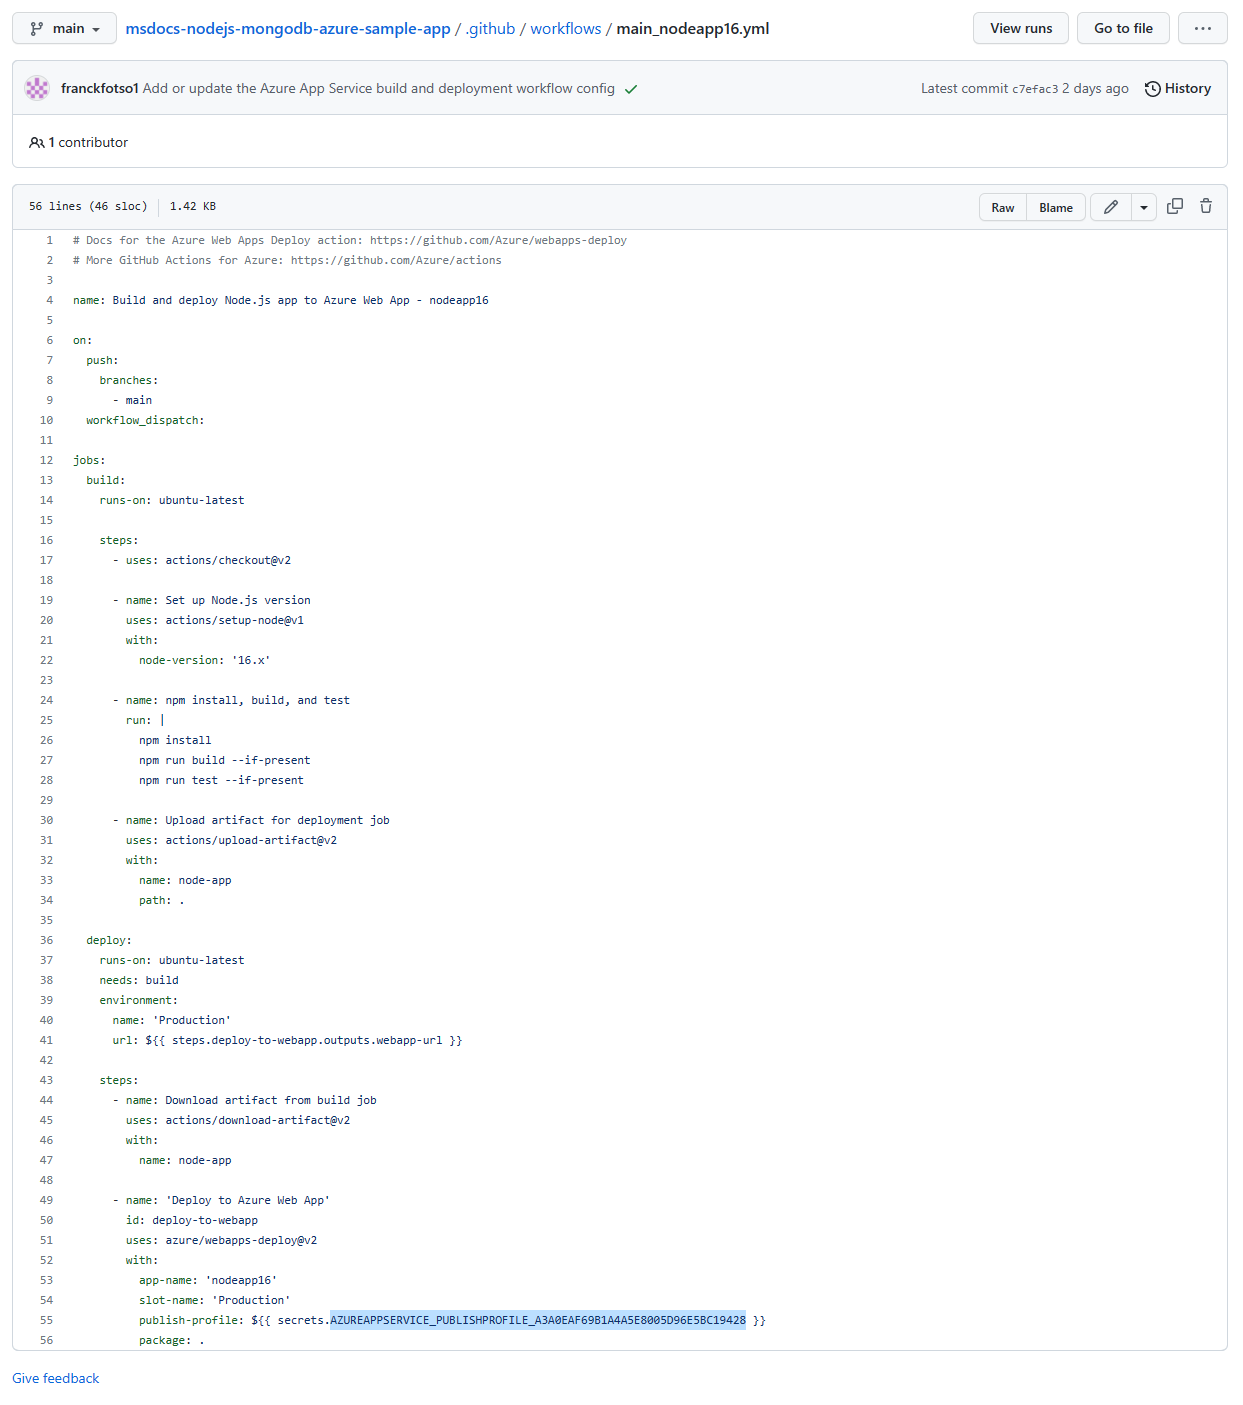 main
msdocs-nodejs-mongodb-azure-sample-app / .github / workflows / main_nodeapp16.yml
View runs
Go to file
...
franckfotso1 Add or update the Azure App Service build and deployment workflow config
Latest commit c7efac3 2 days ago
History
1 contributor
56 lines (46 sloc) 1.42 KB
Raw
Blame
1 # Docs for the Azure Web Apps Deploy action: https://github.com/Azure/webapps-deploy
2 # More GitHub Actions for Azure: https://github.com/Azure/actions
3
4 name: Build and deploy Node.js app to Azure Web App - nodeapp16
5
6 on:
7   push:
8     branches:
9       - main
10   workflow_dispatch:
11
12 jobs:
13   build:
14     runs-on: ubuntu-latest
15
16     steps:
17       - uses: actions/checkout@v2
18
19       - name: Set up Node.js version
20         uses: actions/setup-node@v1
21         with:
22           node-version: '16.x'
23
24       - name: npm install, build, and test
25         run: |
26           npm install
27           npm run build --if-present
28           npm run test --if-present
29
30       - name: Upload artifact for deployment job
31         uses: actions/upload-artifact@v2
32         with:
33           name: node-app
34           path: .
35
36   deploy:
37     runs-on: ubuntu-latest
38     needs: build
39     environment:
40       name: 'Production'
41       url: ${{ steps.deploy-to-webapp.outputs.webapp-url }}
42
43     steps:
44       - name: Download artifact from build job
45         uses: actions/download-artifact@v2
46         with:
47           name: node-app
48
49       - name: 'Deploy to Azure Web App'
50         id: deploy-to-webapp
51         uses: azure/webapps-deploy@v2
52         with:
53           app-name: 'nodeapp16'
54           slot-name: 'Production'
55           publish-profile: ${{ secrets.AZUREAPPSERVICE_PUBLISHPROFILE_A3A0EAF69B1A4A5E8005D96E5BC19428 }}
56           package: .
Give feedback